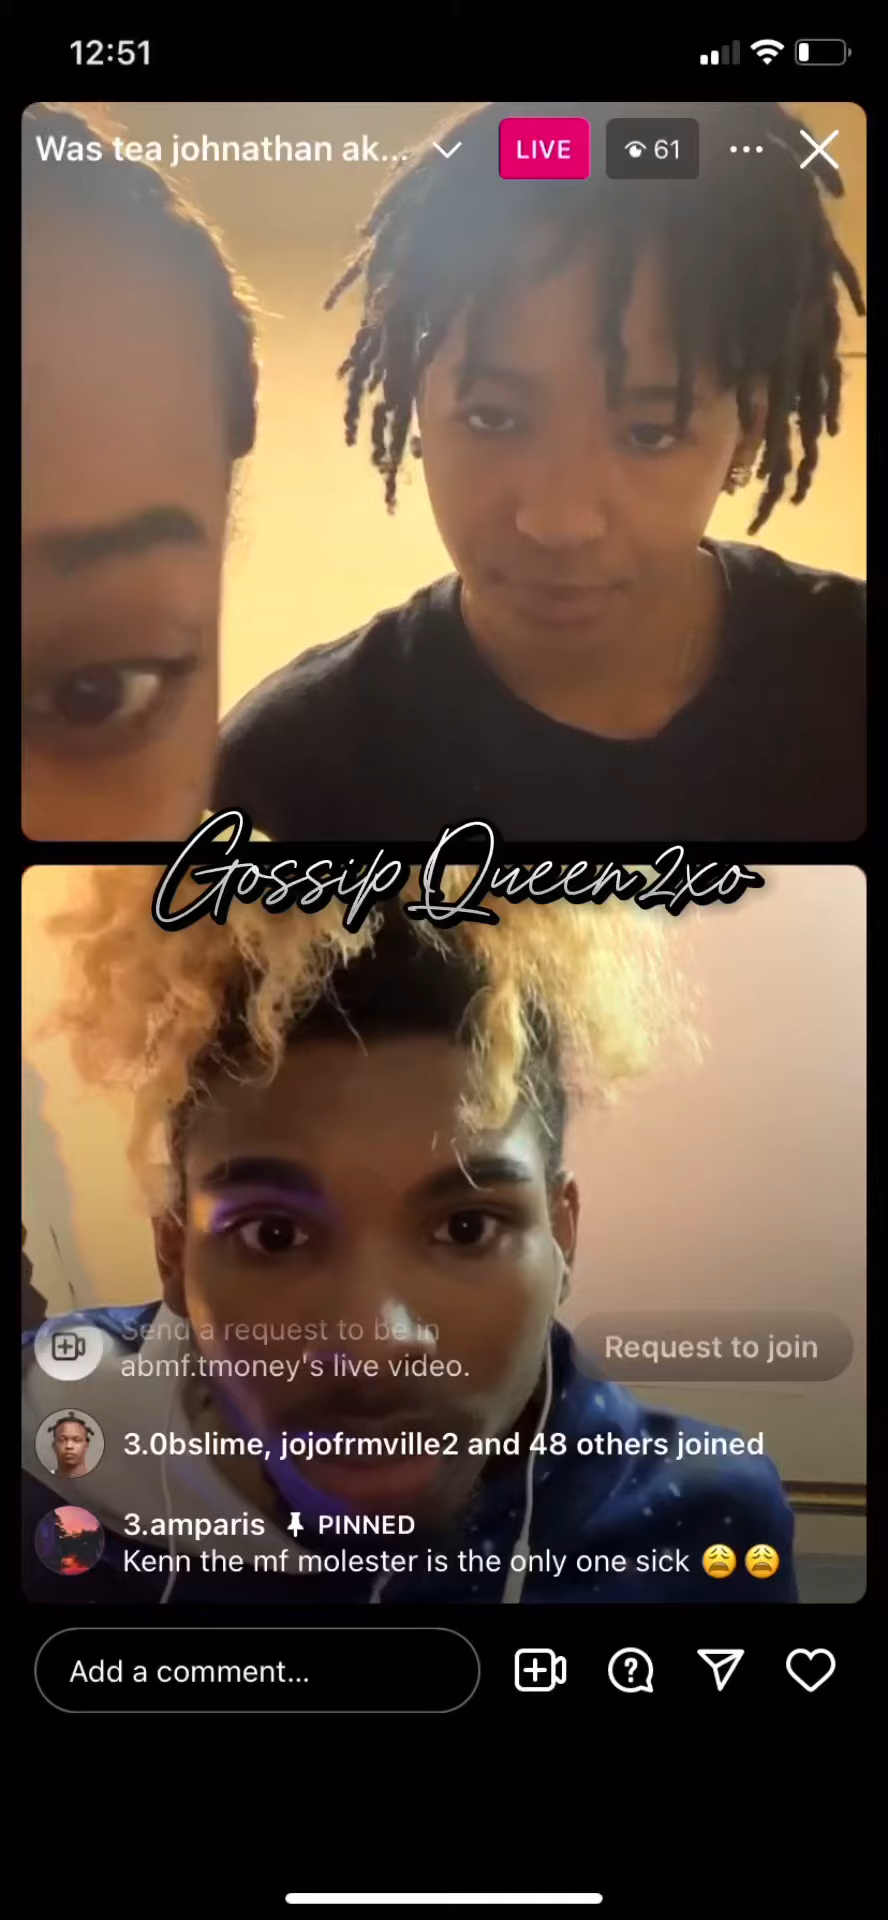 12:51
Was tea johnathan ak...
LIVE
61
Gossip Queen 2xo
Send a request to be in
abmf.tmoney's live video.
Request to join
3.0bslime, jojofrmville2 and 48 others joined
3.amparis PINNED
Kenn the mf molester is the only one sick 😩😩
Add a comment...